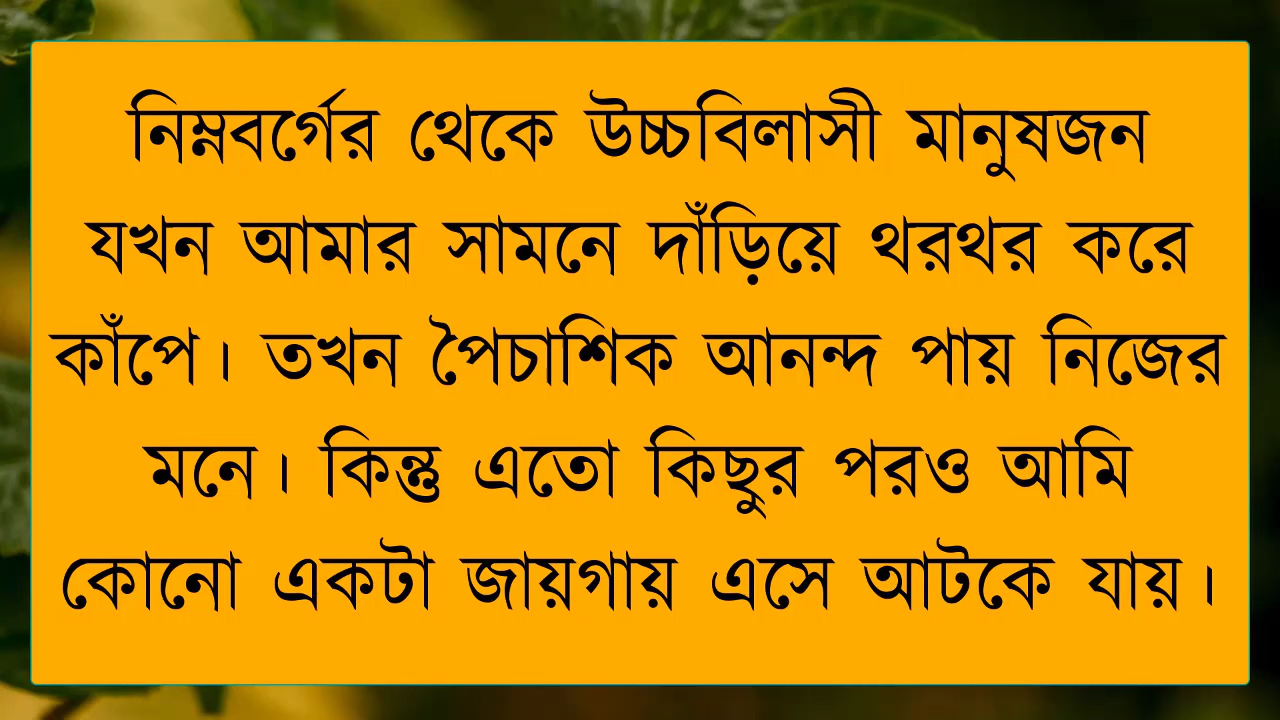 নিম্নবর্গের থেকে উচ্চবিলাসী মানুষজন
যখন আমার সামনে দাঁড়িয়ে থরথর করে
কাঁপে। তখন পৈচাশিক আনন্দ পায় নিজের
মনে। কিন্তু এতো কিছুর পরও আমি
কোনো একটা জায়গায় এসে আটকে যায়।